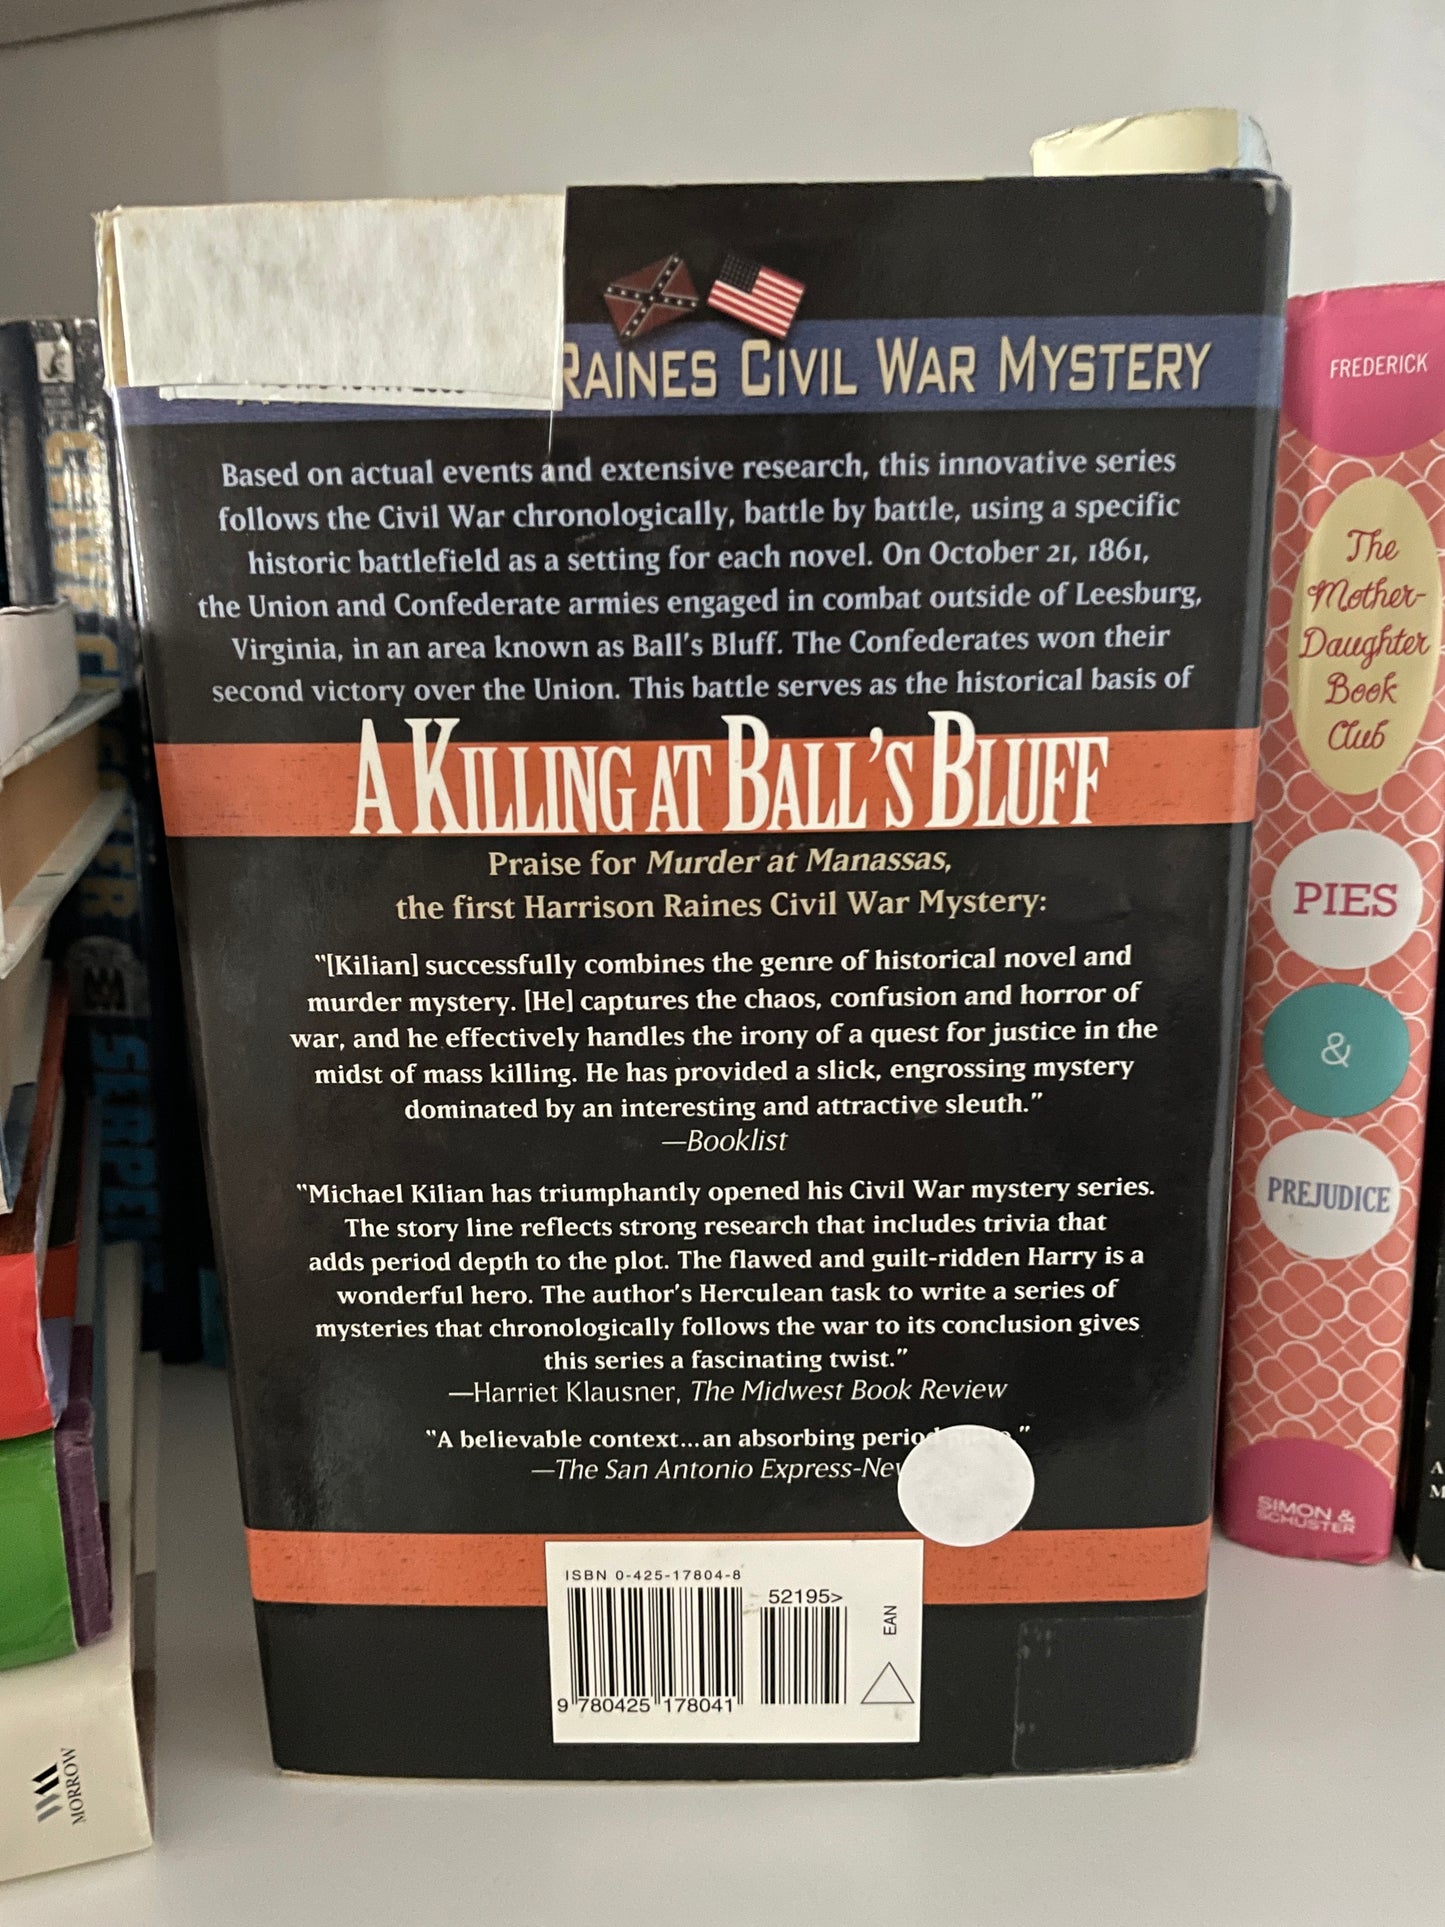 RAINES CIVIL WAR MYSTERY
Based on actual events and extensive research, this innovative series
follows the Civil War chronologically, battle by battle, using a specific
historic battlefield as a setting for each novel. On October 21, 1861,
the Union and Confederate armies engaged in combat outside of Leesburg,
Virginia, in an area known as Ball's Bluff. The Confederates won their
second victory over the Union. This battle serves as the historical basis of
A KILLING AT BALL'S BLUFF
Praise for Murder at Manassas,
the first Harrison Raines Civil War Mystery:
"[Kilian] successfully combines the genre of historical novel and
murder mystery. [He] captures the chaos, confusion and horror of
war, and he effectively handles the irony of a quest for justice in the
midst of mass killing. He has provided a slick, engrossing mystery
dominated by an interesting and attractive sleuth."
—Booklist
"Michael Kilian has triumphantly opened his Civil War mystery series.
The story line reflects strong research that includes trivia that
adds period depth to the plot. The flawed and guilt-ridden Harry is a
wonderful hero. The author's Herculean task to write a series of
mysteries that chronologically follows the war to its conclusion gives
this series a fascinating twist."
—Harriet Klausner, The Midwest Book Review
"A believable context...an absorbing period "
—The San Antonio Express-Ne
ISBN 0-425-17804-8
52195>
EAN
9 780425 178041
FREDERICK
The
Mother-
Daughter
Book
Club
PIES
&
PREJUDICE
SIMON &
SCHUSTER
CLIVE CUSSLER
SERPENT
MORROW